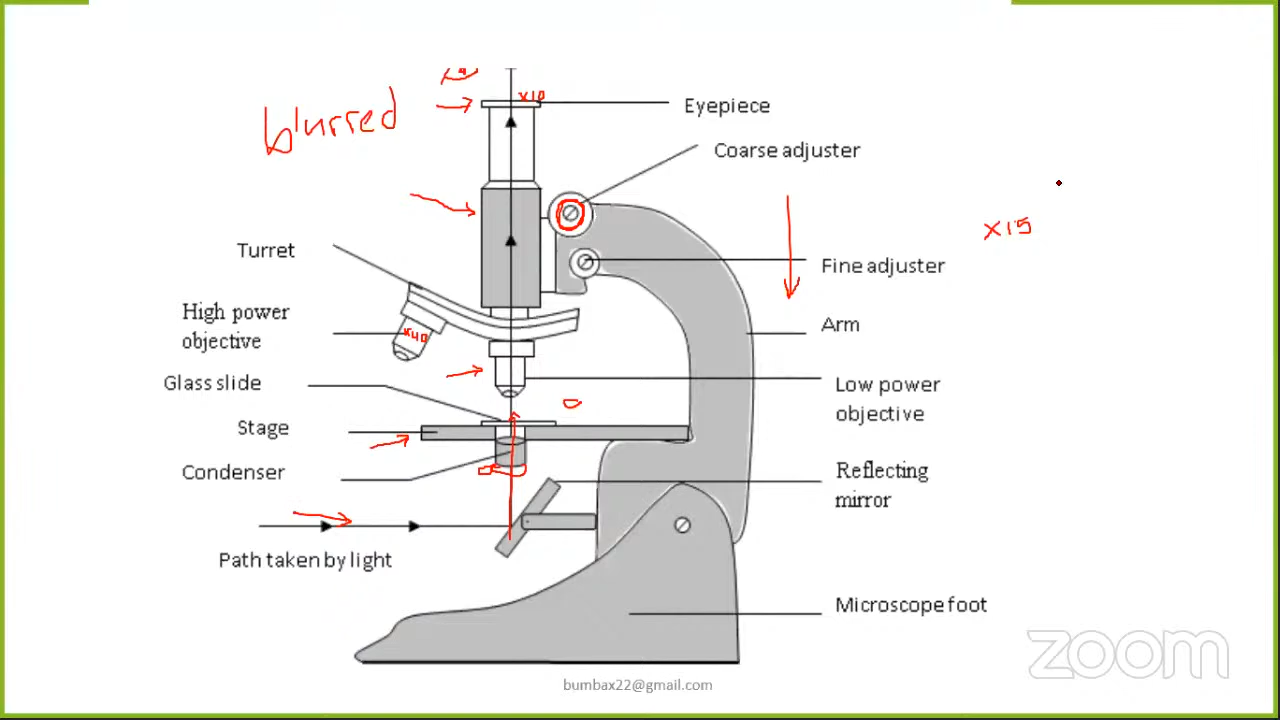 blurred
x10
Eyepiece
Coarse adjuster
x15
Turret
Fine adjuster
High power
objective
x40
Arm
Glass slide
Low power
objective
Stage
Condenser
Reflecting
mirror
Path taken by light
Microscope foot
zoom
bumbax22@gmail.com